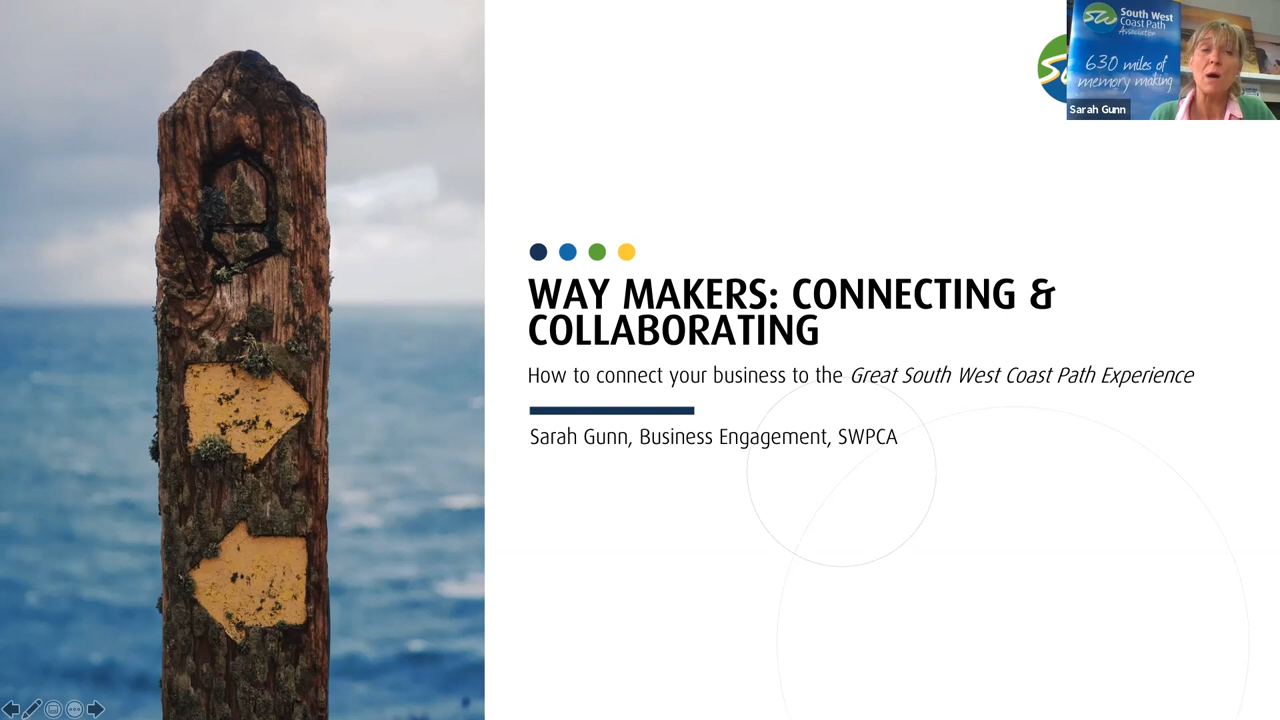 South West
Coast Path
Association
630 miles of
memory making
Sarah Gunn
WAY MAKERS: CONNECTING &
COLLABORATING
How to connect your business to the Great South West Coast Path Experience
Sarah Gunn, Business Engagement, SWPCA